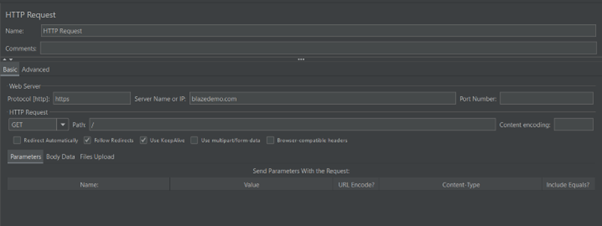 HTTP Request
Name: HTTP Request
Comments:
Basic Advanced
Web Server
Protocol [http]: https Server Name or IP: blazedemo.com Port Number:
HTTP Request
GET Path: / Content encoding:
Redirect Automatically Follow Redirects Use KeepAlive Use multipart/form-data Browser-compatible headers
Parameters Body Data Files Upload
Send Parameters With the Request:
Name: Value URL Encode? Content-Type Include Equals?